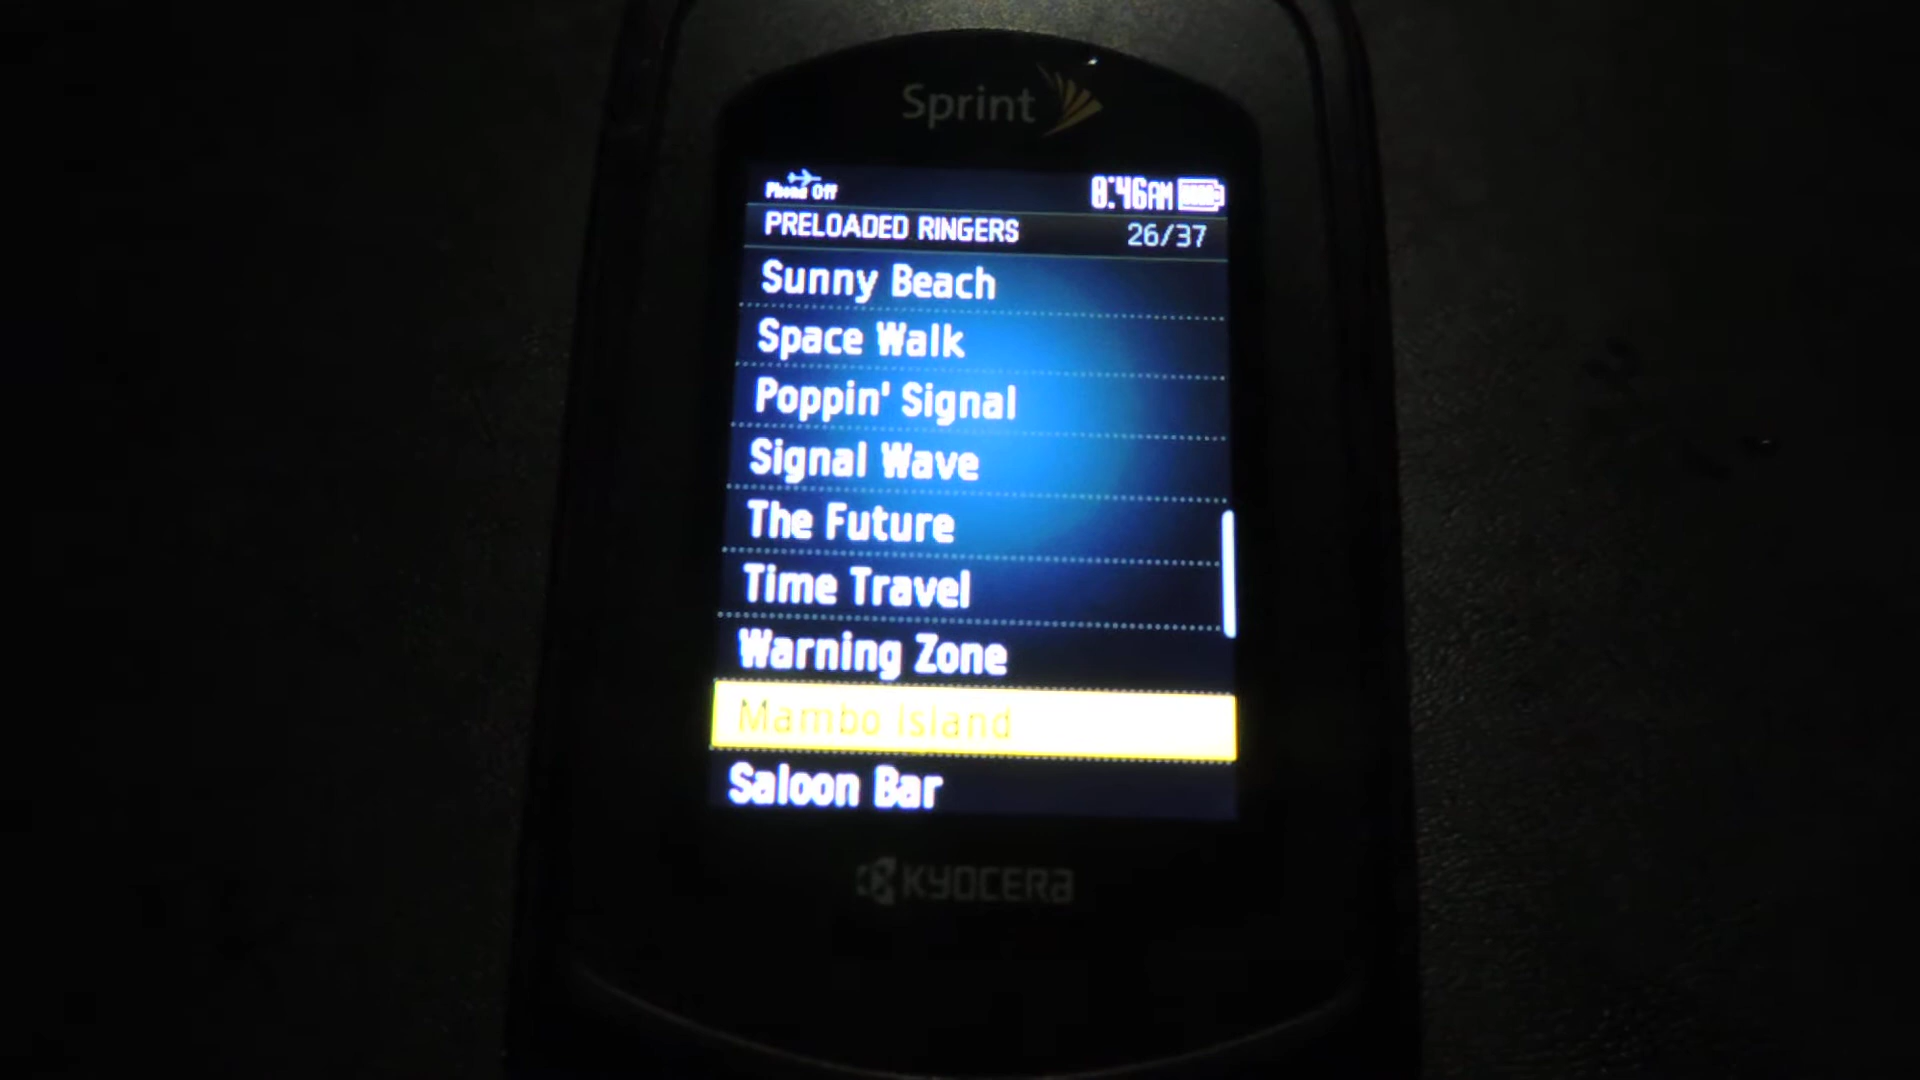 Sprint
Phone Off
8:46AM
PRELOADED RINGERS 26/37
Sunny Beach
Space Walk
Poppin' Signal
Signal Wave
The Future
Time Travel
Warning Zone
Mambo Island
Saloon Bar
KYOCERA